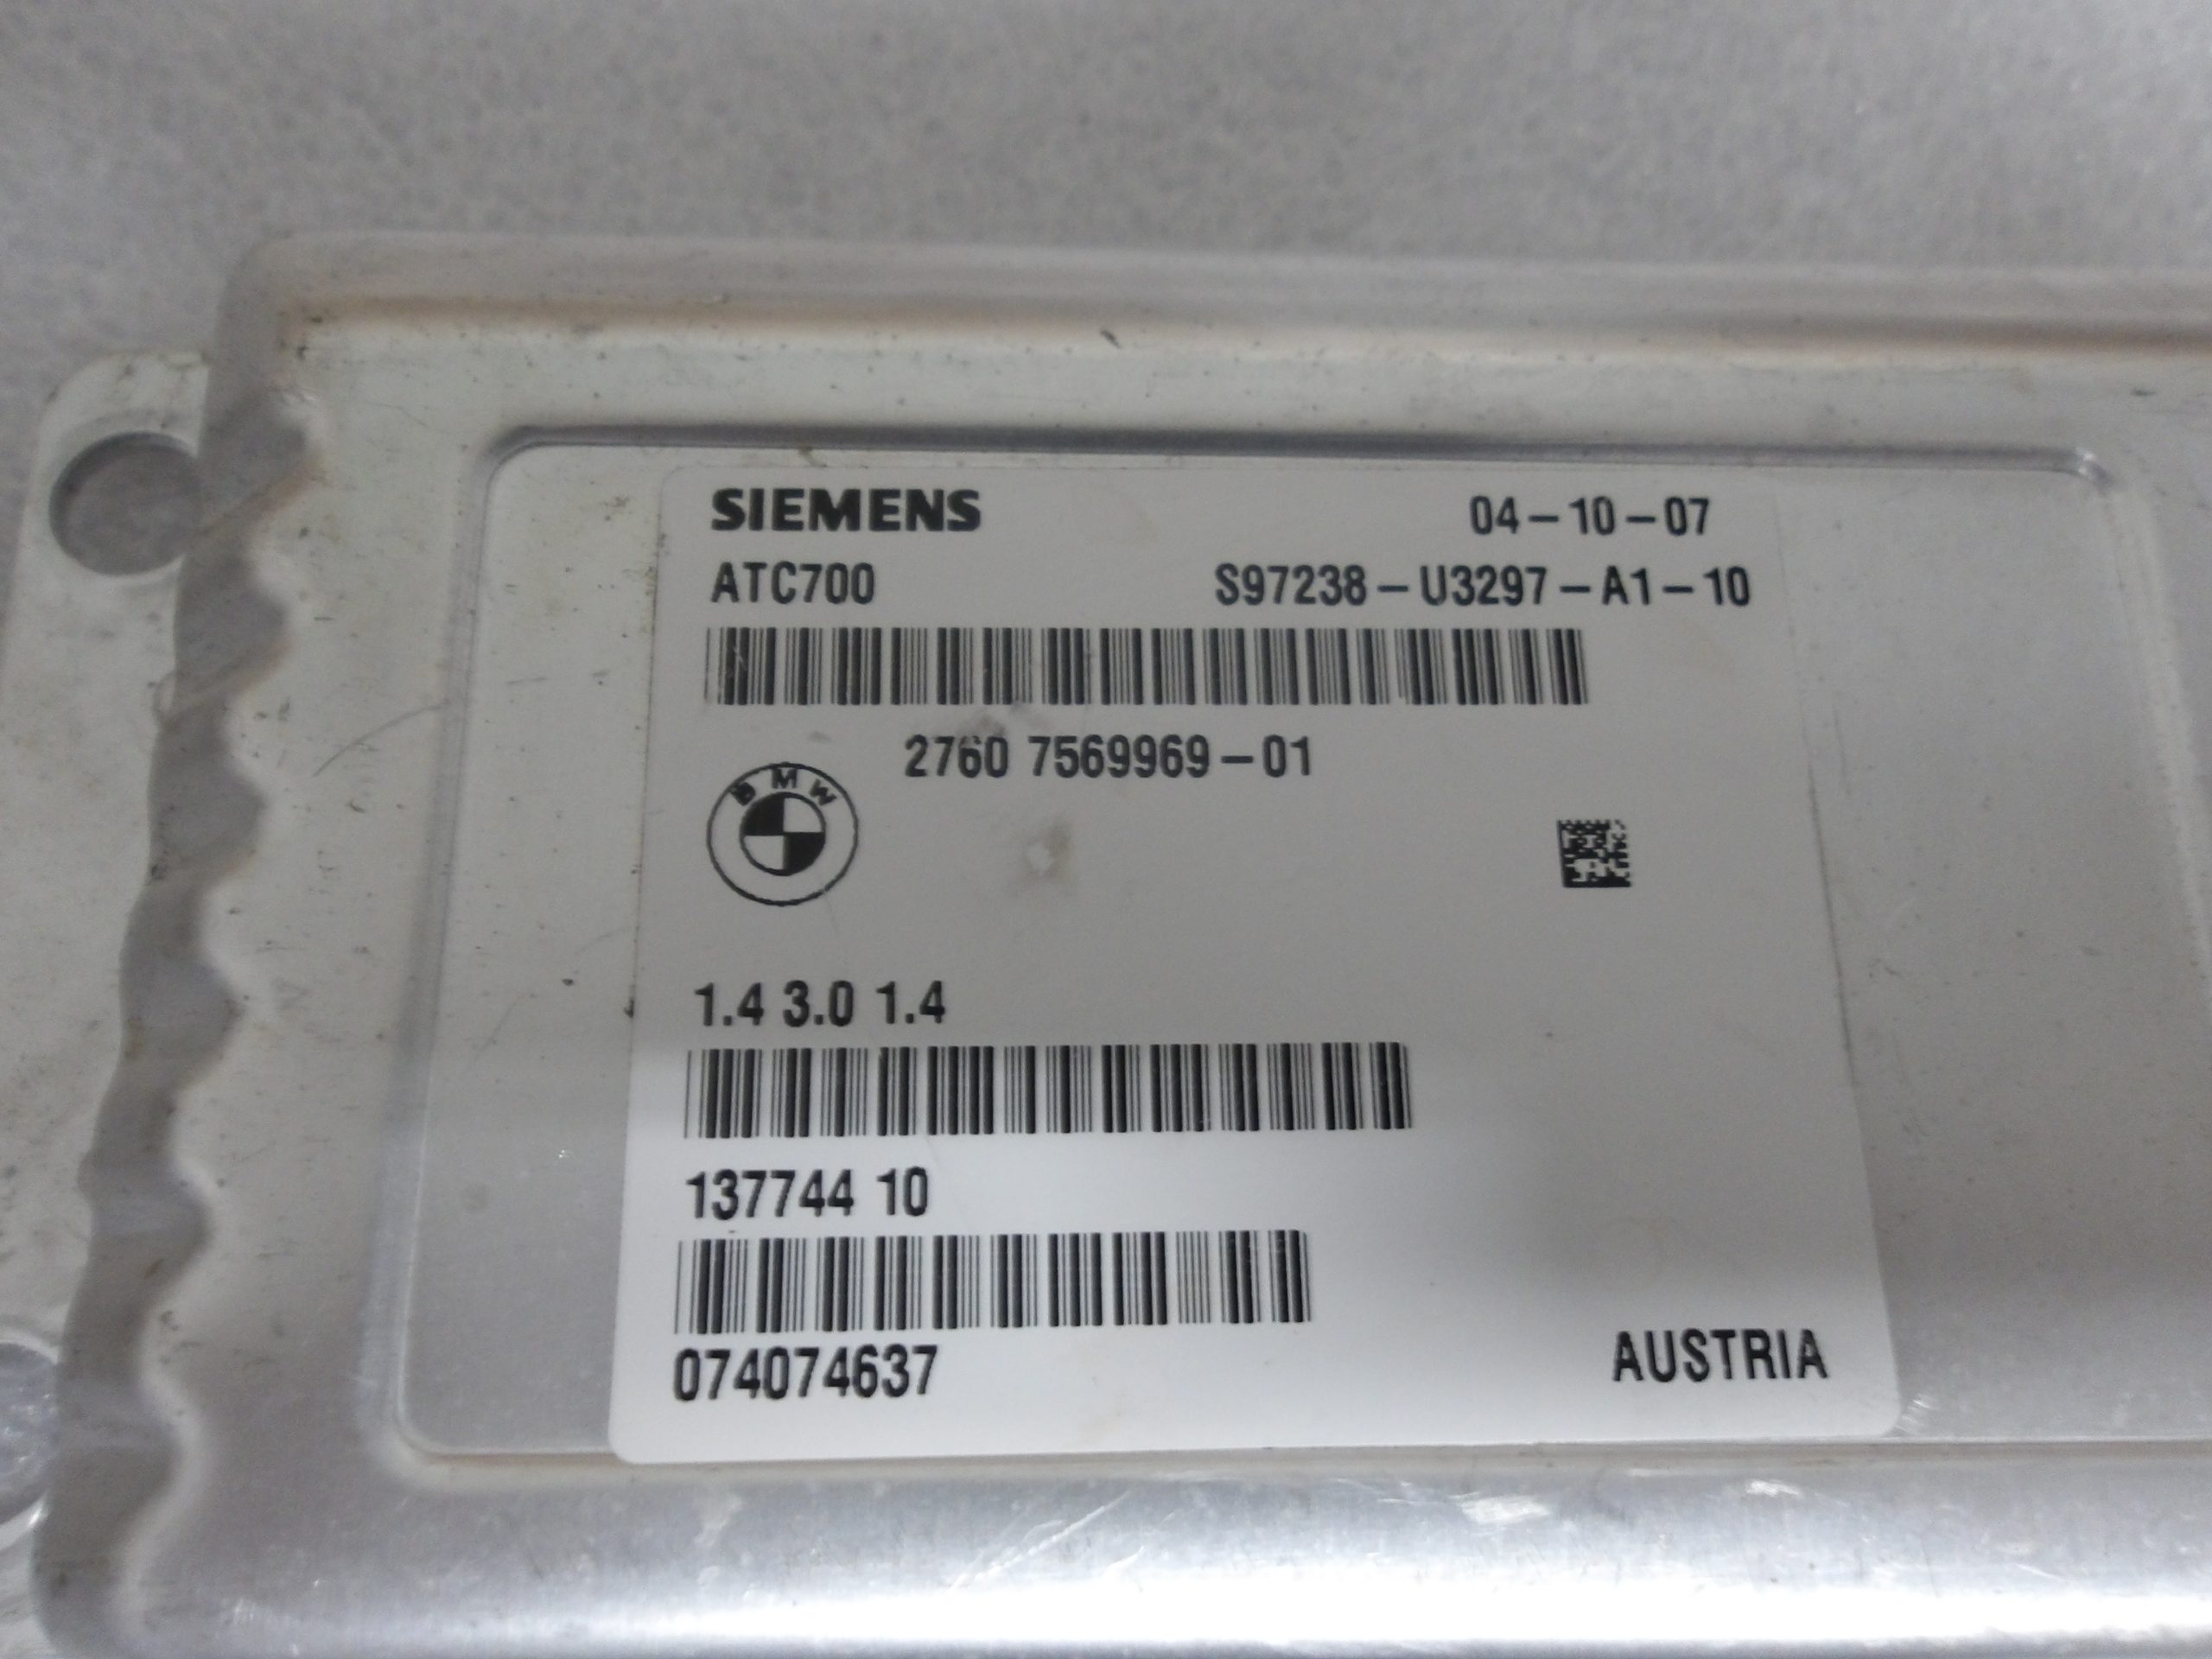 SIEMENS 04-10-07
ATC700 S97238-U3297-A1-10
2760 7569969-01
BMW
1.4 3.0 1.4
137744 10
074074637
AUSTRIA